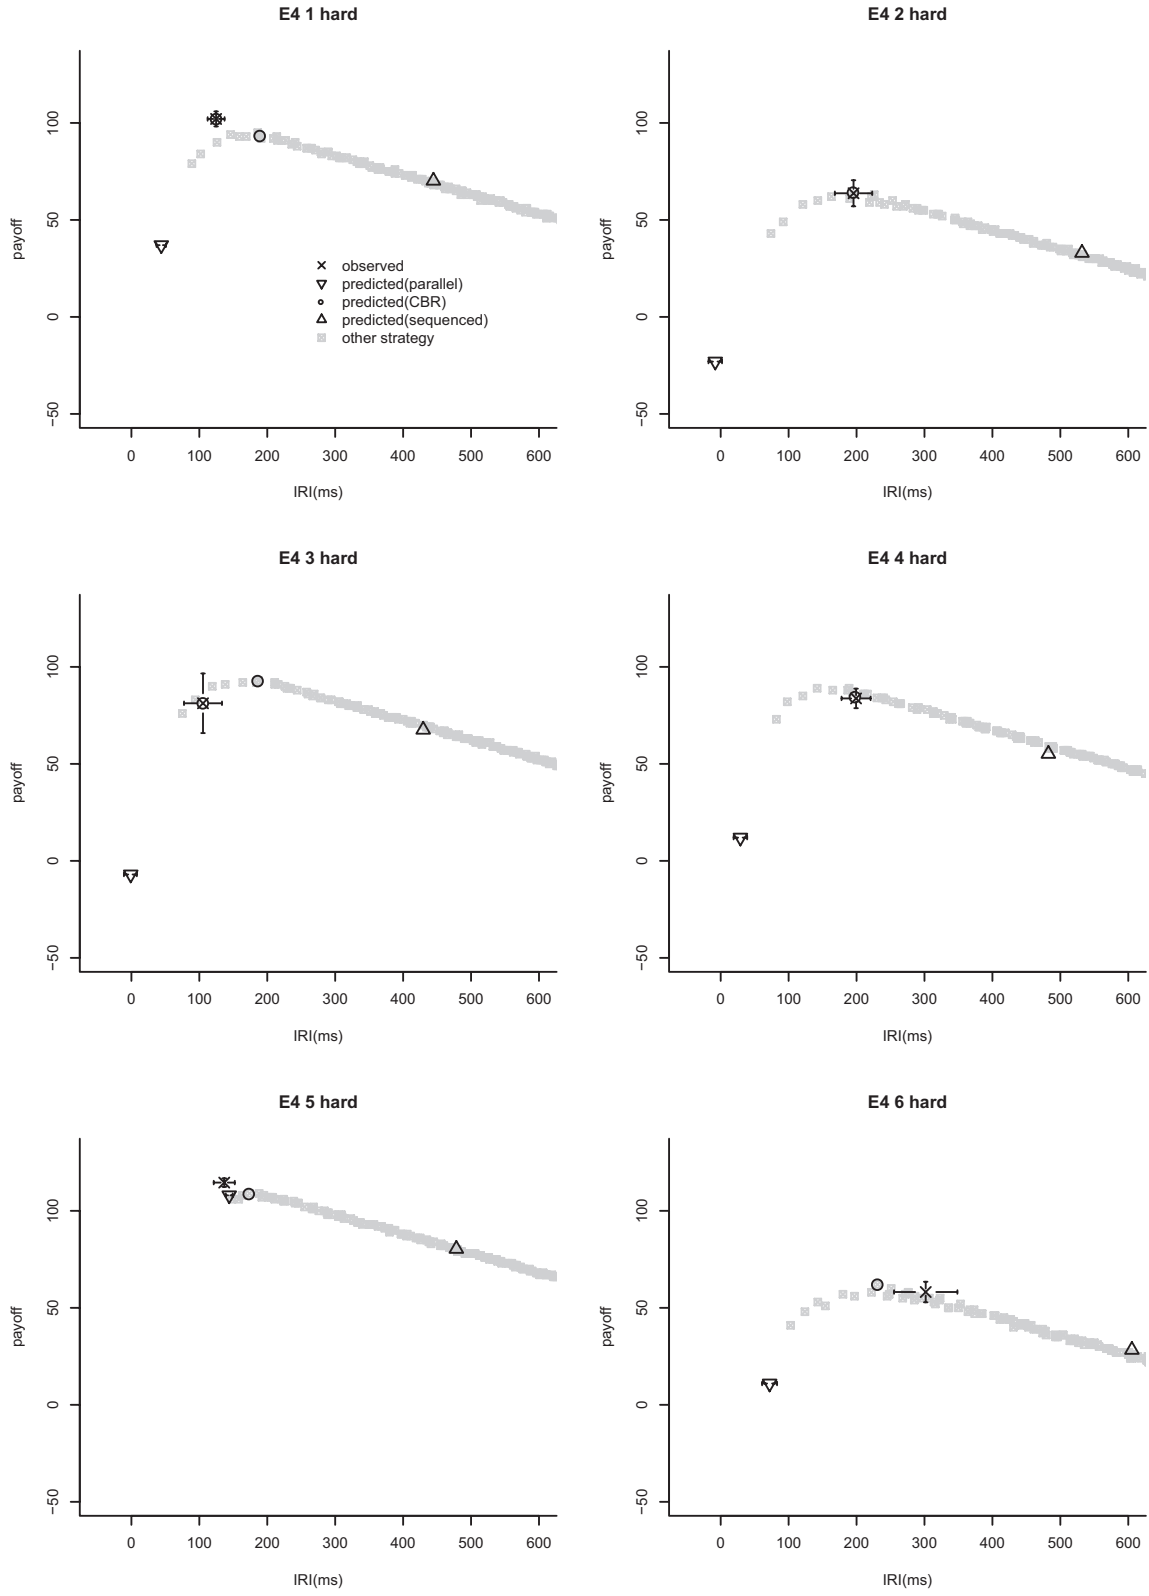 E4 1 hard
payoff
100
50
0
−50
0 100 200 300 400 500 600
IRI(ms)
observed
predicted(parallel)
predicted(CBR)
predicted(sequenced)
other strategy
E4 2 hard
payoff
100
50
0
−50
0 100 200 300 400 500 600
IRI(ms)
E4 3 hard
payoff
100
50
0
−50
0 100 200 300 400 500 600
IRI(ms)
E4 4 hard
payoff
100
50
0
−50
0 100 200 300 400 500 600
IRI(ms)
E4 5 hard
payoff
100
50
0
−50
0 100 200 300 400 500 600
IRI(ms)
E4 6 hard
payoff
100
50
0
−50
0 100 200 300 400 500 600
IRI(ms)